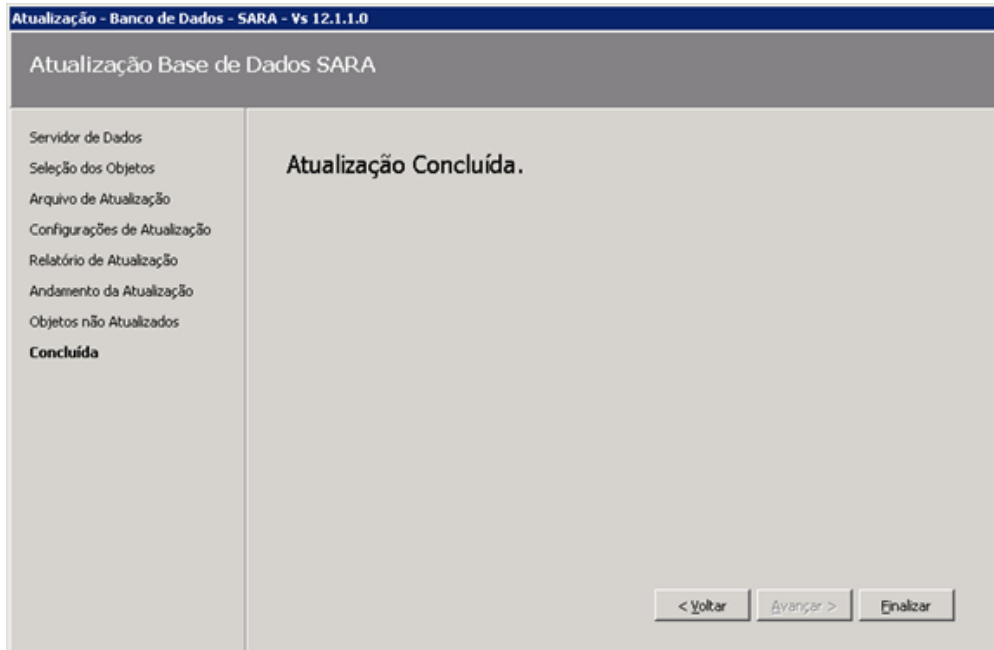 Atualização - Banco de Dados - SARA - Vs 12.1.1.0
Atualização Base de Dados SARA
Servidor de Dados
Seleção dos Objetos
Arquivo de Atualização
Configurações de Atualização
Relatório de Atualização
Andamento da Atualização
Objetos não Atualizados
Concluída
Atualização Concluída.
< Voltar Avançar > Finalizar